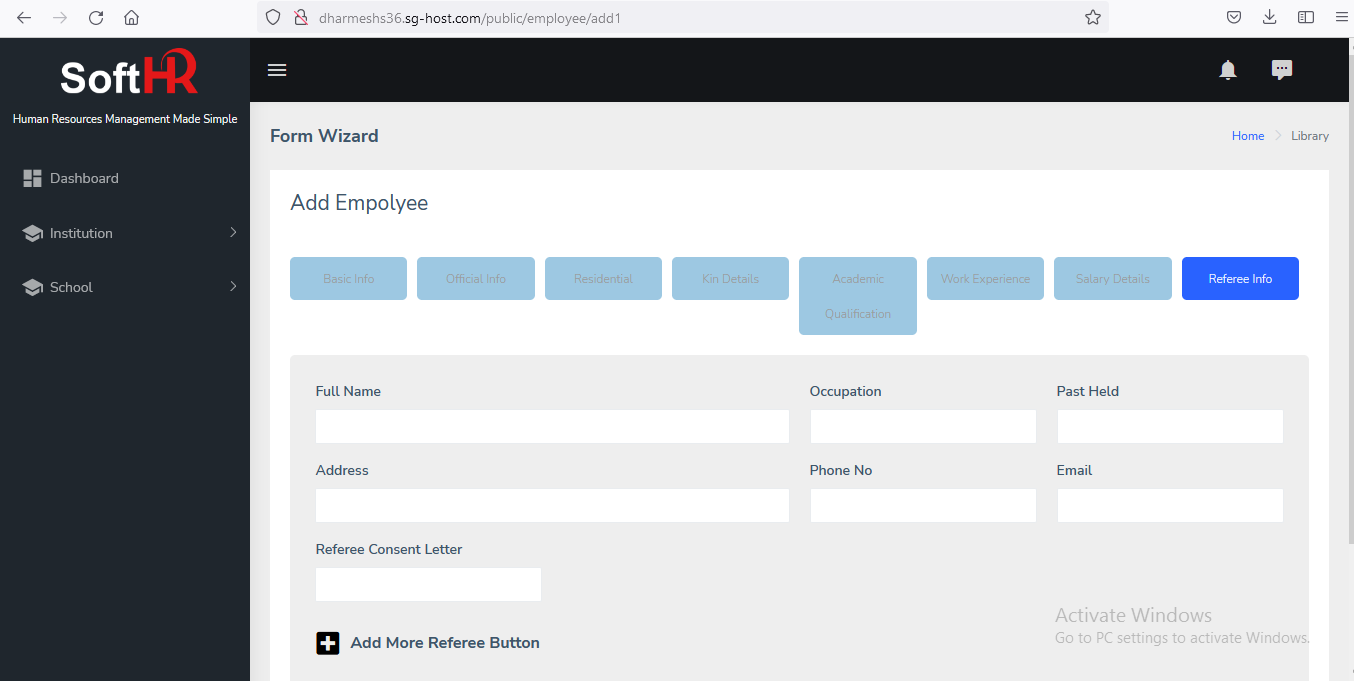 dharmeshs36.sg-host.com/public/employee/add1
SoftHR
Human Resources Management Made Simple
Dashboard
Institution
School
Form Wizard
Home
Library
Add Empolyee
Basic Info
Official Info
Residential
Kin Details
Academic
Qualification
Work Experience
Salary Details
Referee Info
Full Name
Occupation
Past Held
Address
Phone No
Email
Referee Consent Letter
Add More Referee Button
Activate Windows
Go to PC settings to activate Windows.